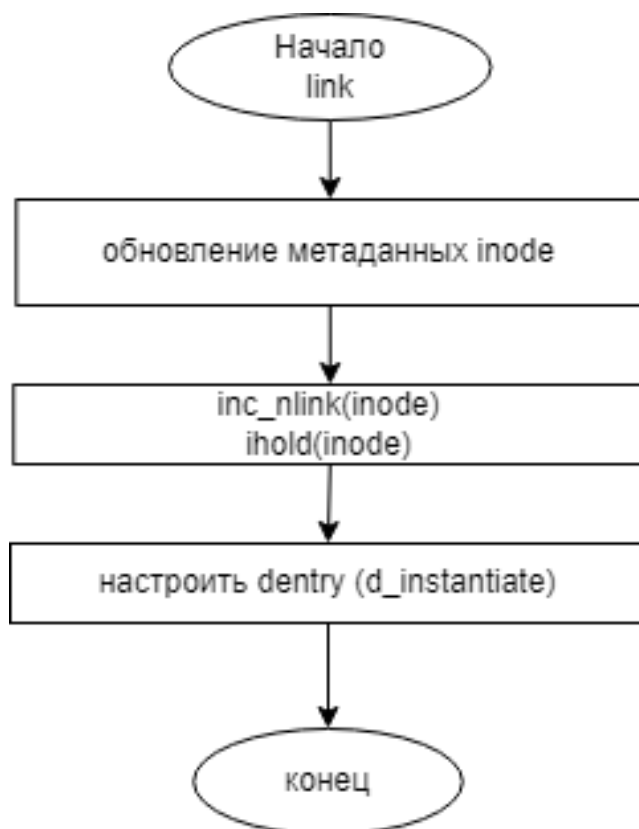 Начало
link
обновление метаданных inode
inc_nlink(inode)
ihold(inode)
настроить dentry (d_instantiate)
конец